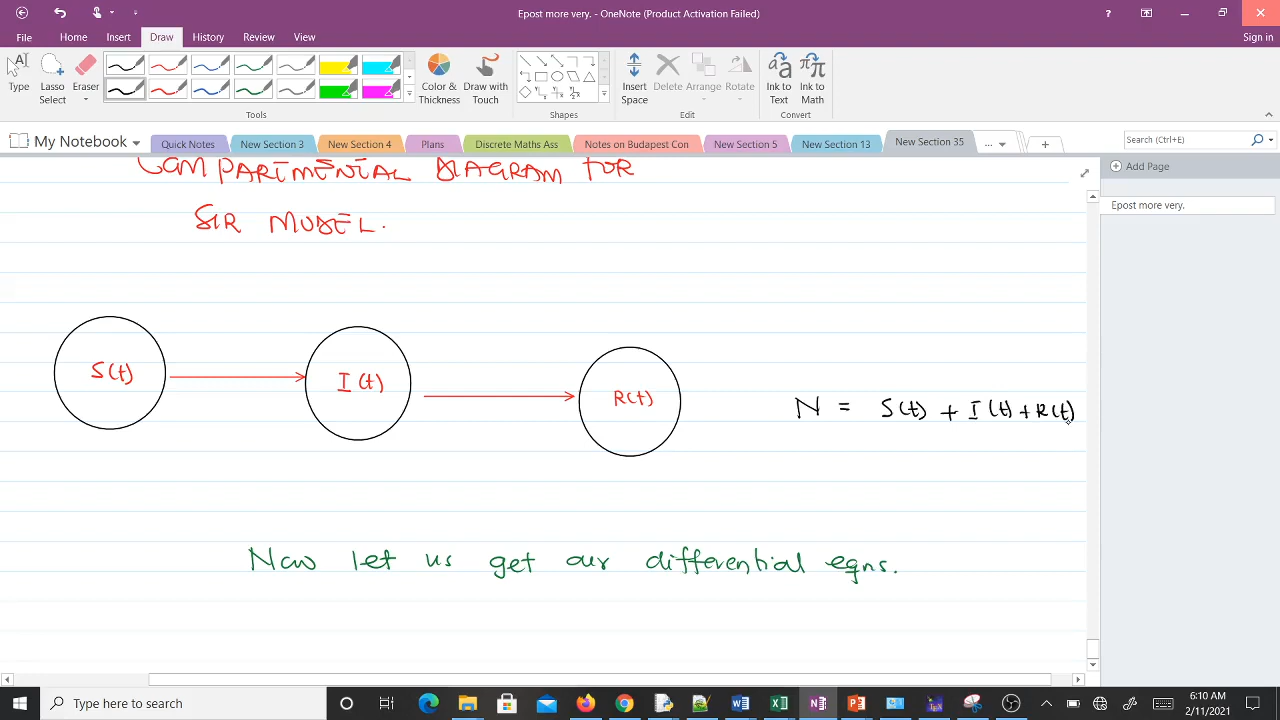 Epost more very. - OneNote (Product Activation Failed)
File Home Insert Draw History Review View Sign in
Type Lasso Select Eraser Color & Thickness Draw with Touch Insert Space Delete Arrange Rotate Ink to Text Ink to Math
Tools Shapes Edit Convert
My Notebook Quick Notes New Section 3 New Section 4 Plans Discrete Maths Ass Notes on Budapest Con New Section 5 New Section 13 New Section 35 ... Search (Ctrl+E)
Add Page
Epost more very.
COMPARTMENTAL DIAGRAM FOR
SIR MODEL.
S(t) I(t) R(t)
N = S(t) + I(t) + R(t)
Now let us get our differential eqns.
Type here to search
6:10 AM
2/11/2021